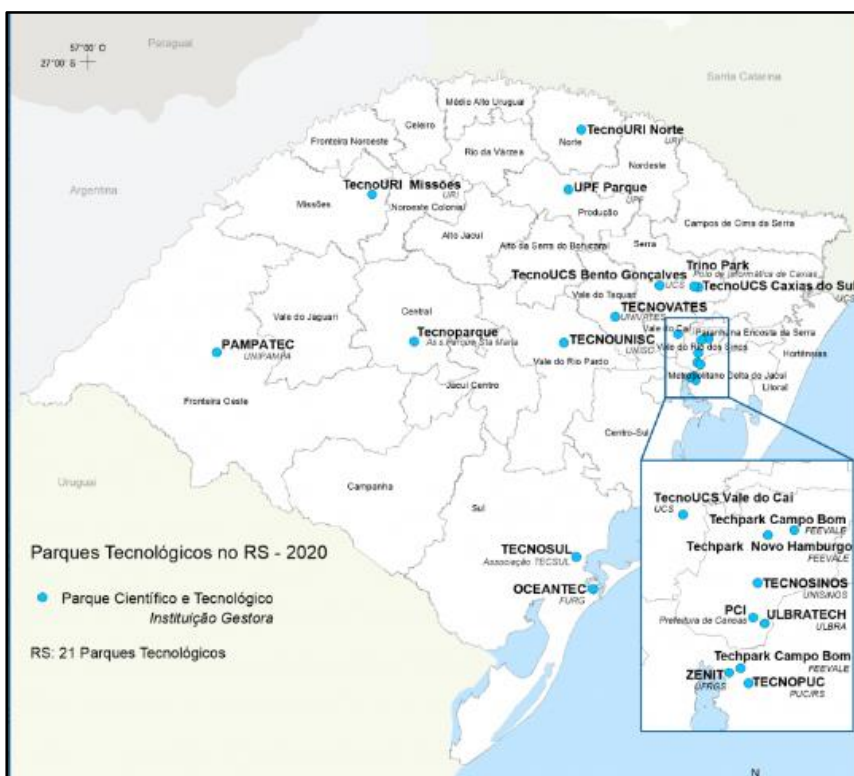 Paraguai
57°00' O
27°00' S
Santa Catarina
Argentina
Uruguai
Médio Alto Uruguai
Celeiro
Norte
TecnoURI Norte
URI
Fronteira Noroeste
Rio da Várzea
Nordeste
TecnoURI Missões
URI
UPF Parque
UPF
Missões
Noroeste Colonial
Produção
Campos de Cima da Serra
Alto Jacuí
Alto da Serra do Botucaraí
Serra
Trino Park
Polo de Informática de Caxias
TecnoUCS Bento Gonçalves
UCS
TecnoUCS Caxias do Sul
UCS
Vale do Taquari
TECNOVATES
UNIVATES
Central
Vale do Jaguari
Vale do Caí
Paranhana Encosta da Serra
Tecnoparque
Ass Parque Sta Maria
TECNOUNISC
UNISC
Vale do Rio dos Sinos
Hortênsias
PAMPATEC
UNIPAMPA
Vale do Rio Pardo
Metropolitano Delta do Jacuí
Litoral
Jacuí Centro
Fronteira Oeste
Centro-Sul
Campanha
Sul
TecnoUCS Vale do Caí
UCS
Techpark Campo Bom
FEEVALE
Techpark Novo Hamburgo
FEEVALE
TECNOSINOS
UNISINOS
PCI
Prefeitura de Canoas
ULBRATECH
ULBRA
Techpark Campo Bom
FEEVALE
ZENIT
UFRGS
TECNOPUC
PUC/RS
TECNOSUL
Associação TECSUL
OCEANTEC
FURG
Parques Tecnológicos no RS - 2020
Parque Científico e Tecnológico
Instituição Gestora
RS: 21 Parques Tecnológicos
N